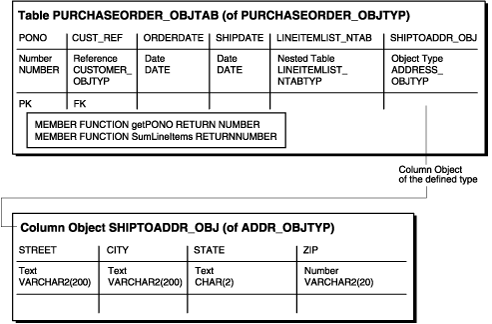 Table PURCHASEORDER_OBJTAB (of PURCHASEORDER_OBJTYP)
PONO CUST_REF ORDERDATE SHIPDATE LINEITEMLIST_NTAB SHIPTOADDR_OBJ
Number Reference Date Date Nested Table Object Type
NUMBER CUSTOMER_ DATE DATE LINEITEMLIST_ ADDRESS_
OBJTYP NTABTYP OBJTYP
PK FK
MEMBER FUNCTION getPONO RETURN NUMBER
MEMBER FUNCTION SumLineItems RETURNNUMBER
Column Object
of the defined type
Column Object SHIPTOADDR_OBJ (of ADDR_OBJTYP)
STREET CITY STATE ZIP
Text Text Text Number
VARCHAR2(200) VARCHAR2(200) CHAR(2) VARCHAR2(20)